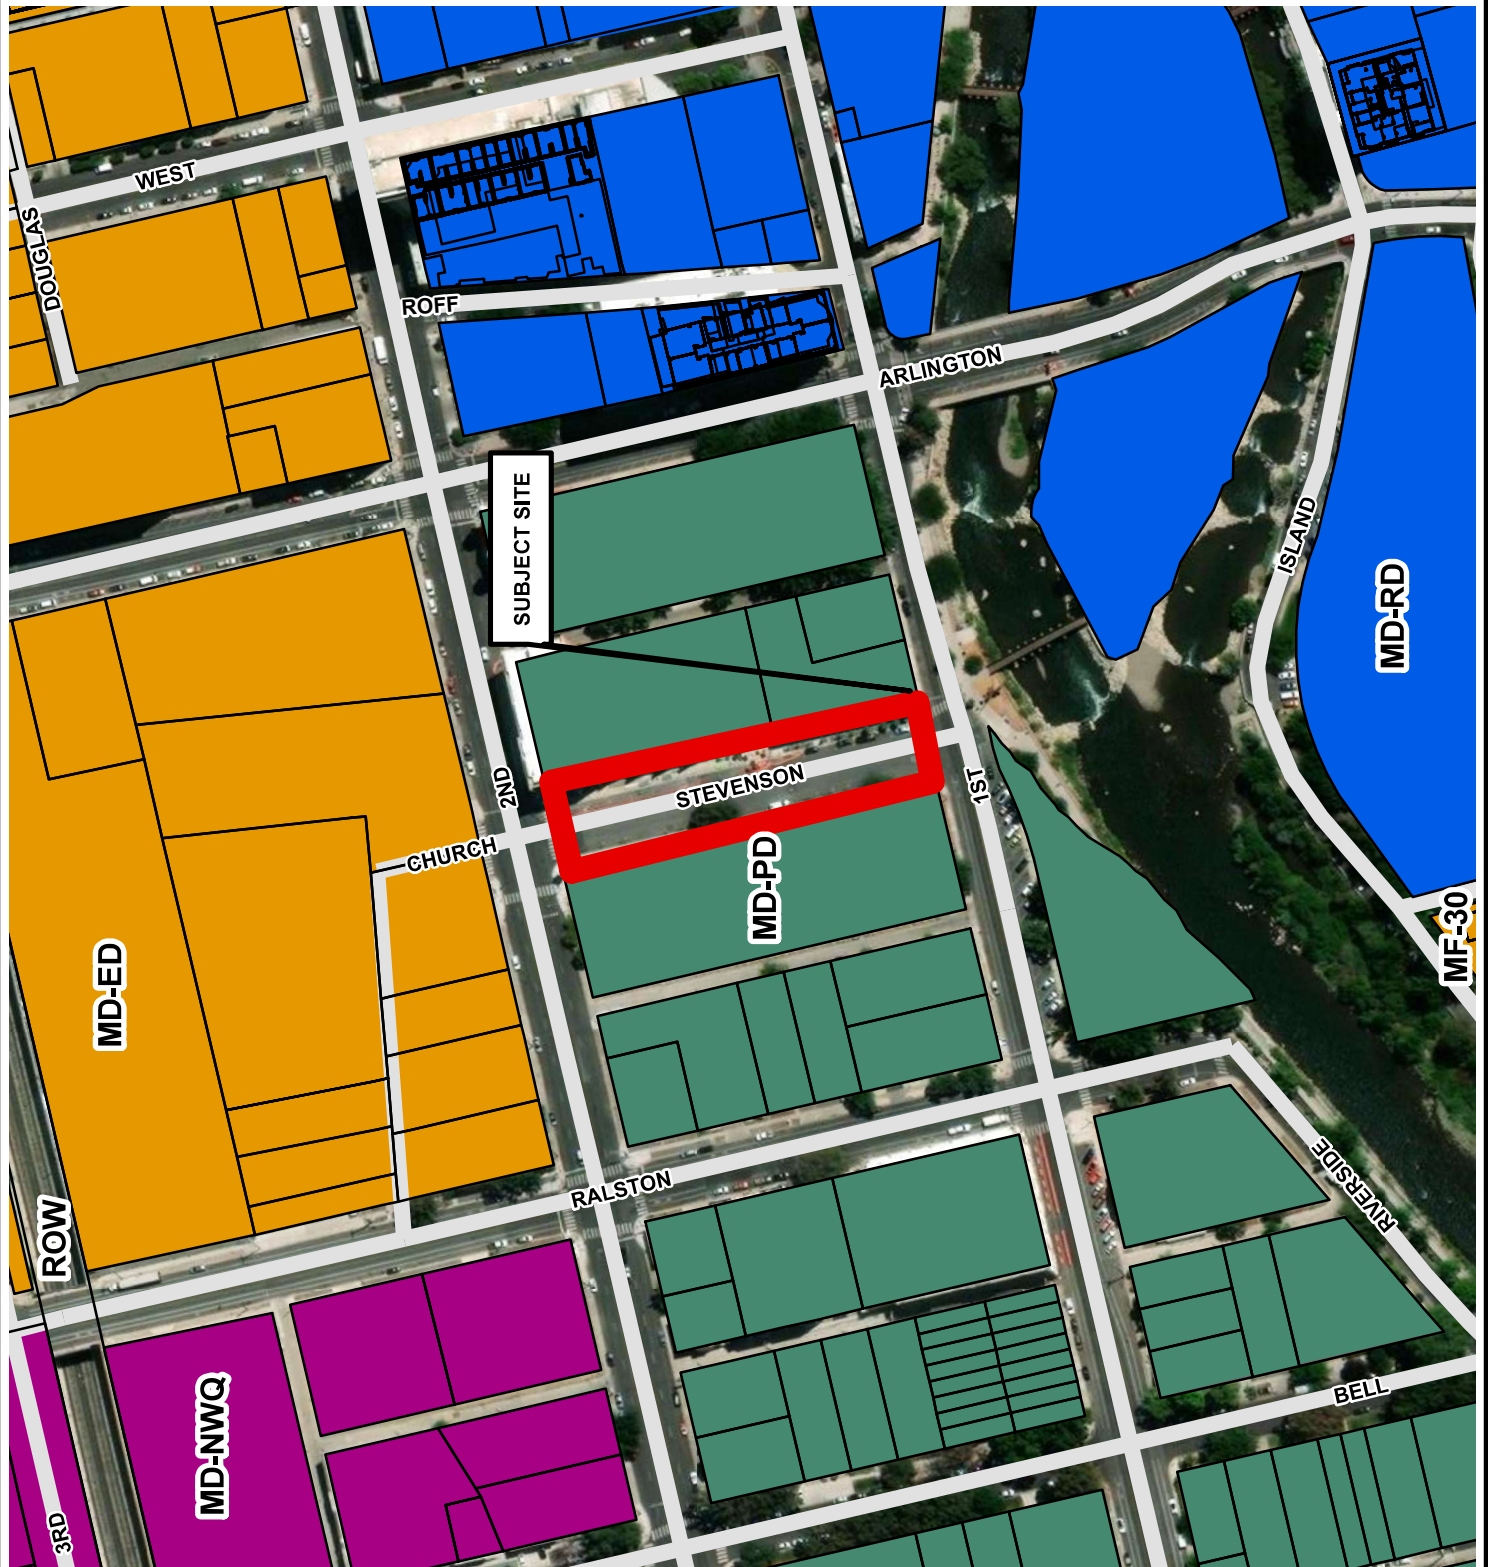 WEST
DOUGLAS
ROFF
ARLINGTON
SUBJECT SITE
ISLAND
MD-RD
2ND
STEVENSON
1ST
CHURCH
MD-PD
MF-30
MD-ED
RALSTON
RIVERSIDE
ROW
BELL
MD-NWQ
3RD